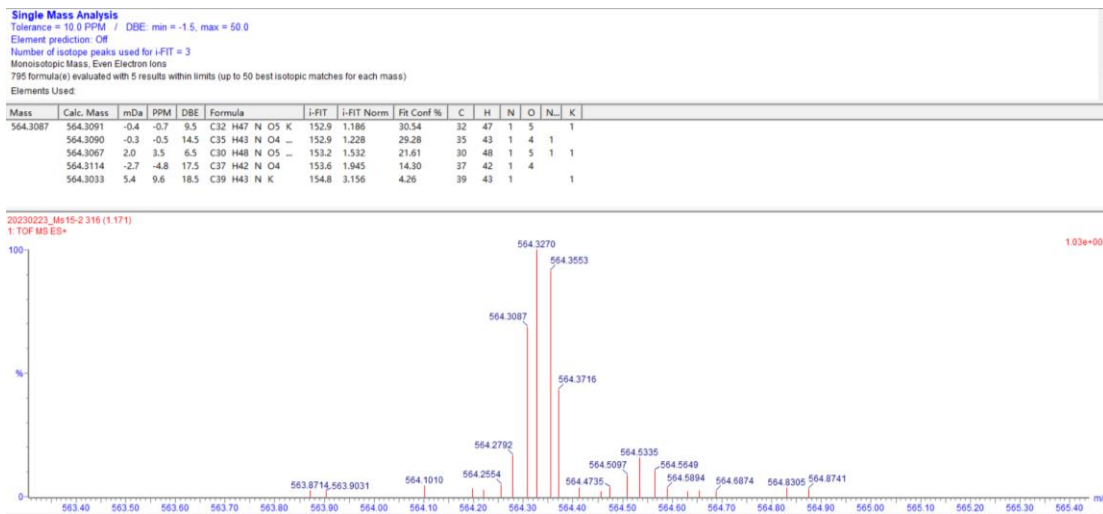 Single Mass Analysis
Tolerance = 10.0 PPM / DBE: min = -1.5, max = 50.0
Element prediction: Off
Number of isotope peaks used for i-FIT = 3
Monoisotopic Mass, Even Electron Ions
795 formula(e) evaluated with 5 results within limits (up to 50 best isotopic matches for each mass)
Elements Used:
Mass Calc. Mass mDa PPM DBE Formula i-FIT i-FIT Norm Fit Conf % C H N O N... K
564.3087 564.3091 -0.4 -0.7 9.5 C32 H47 N O5 K 152.9 1.186 30.54 32 47 1 5 1
564.3090 -0.3 -0.5 14.5 C35 H43 N O4 ... 152.9 1.228 29.28 35 43 1 4 1
564.3067 2.0 3.5 6.5 C30 H48 N O5 ... 153.2 1.532 21.61 30 48 1 5 1 1
564.3114 -2.7 -4.8 17.5 C37 H42 N O4 153.6 1.945 14.30 37 42 1 4
564.3033 5.4 9.6 18.5 C39 H43 N K 154.8 3.156 4.26 39 43 1 1
20230223_Ms15-2 316 (1.171)
1: TOF MS ES+
1.03e+00
100
564.3270
564.3553
564.3087
%
564.3716
564.2792
564.5335
564.5097
564.5649
564.2554
564.1010
563.8714
563.9031
564.4735
564.5894
564.6874
564.8305
564.8741
0
m/
563.40 563.50 563.60 563.70 563.80 563.90 564.00 564.10 564.20 564.30 564.40 564.50 564.60 564.70 564.80 564.90 565.00 565.10 565.20 565.30 565.40